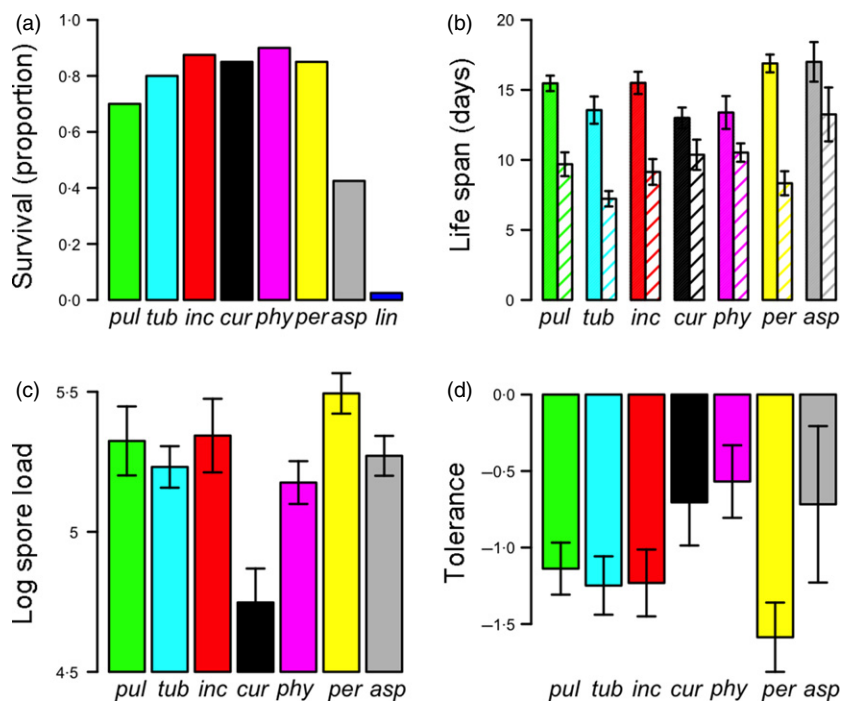 (a)
Survival (proportion)
1·0
0·8
0·6
0·4
0·2
0·0
pul tub inc cur phy per asp lin
(b)
Life span (days)
20
15
10
5
0
pul tub inc cur phy per asp
(c)
Log spore load
5·5
5
4·5
pul tub inc cur phy per asp
(d)
Tolerance
0·0
–0·5
–1·0
–1·5
pul tub inc cur phy per asp